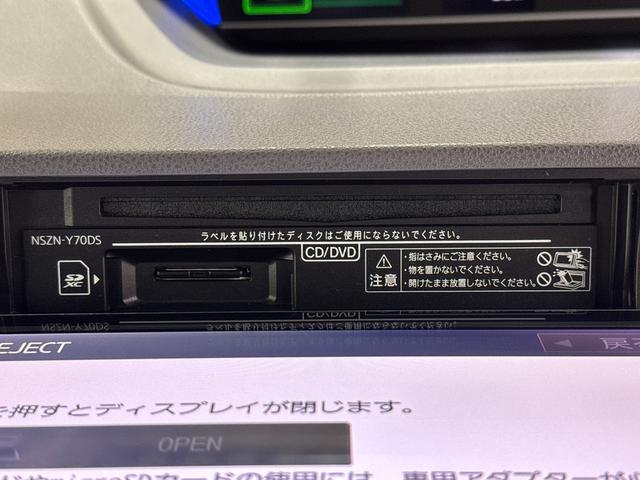 ラベルを貼り付けたディスクはご使用にならないでください。
NSZN-Y70DS
CD/DVD
SD
XC
注意
・指はさみにご注意ください。
・物を置かないでください。
・開けたまま放置しないでください。
EJECT
を押すとディスプレイが閉じます。
OPEN